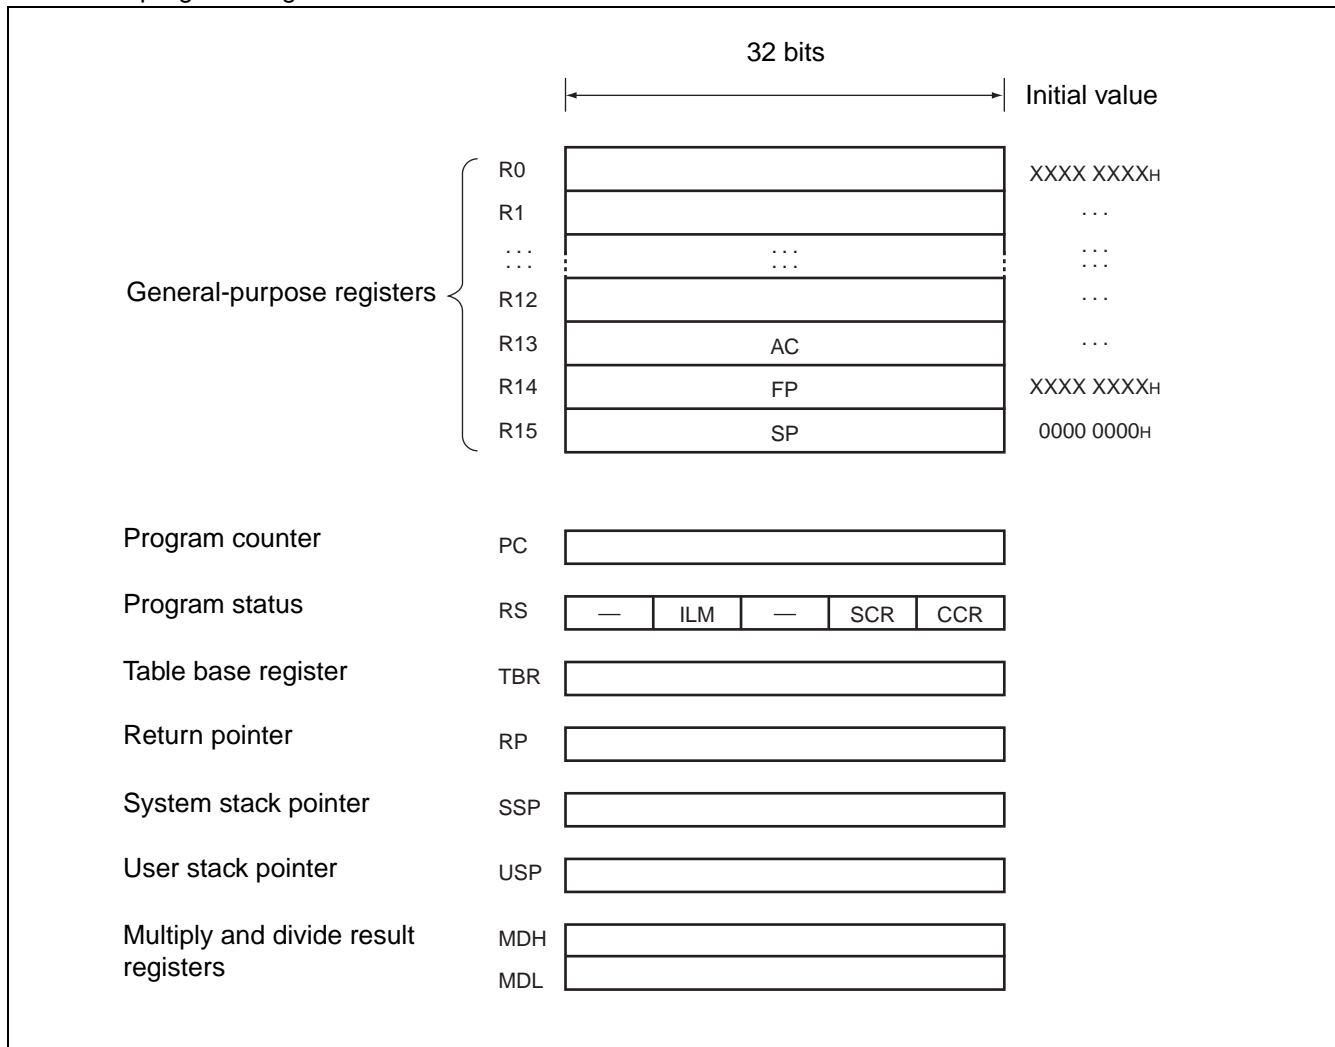 32 bits
Initial value
R0 XXXX XXXXH
R1 ...
... ... ...
... ... ...
General-purpose registers
R12 ...
R13 AC ...
R14 FP XXXX XXXXH
R15 SP 0000 0000H
Program counter PC
Program status RS — ILM — SCR CCR
Table base register TBR
Return pointer RP
System stack pointer SSP
User stack pointer USP
Multiply and divide result MDH
registers MDL